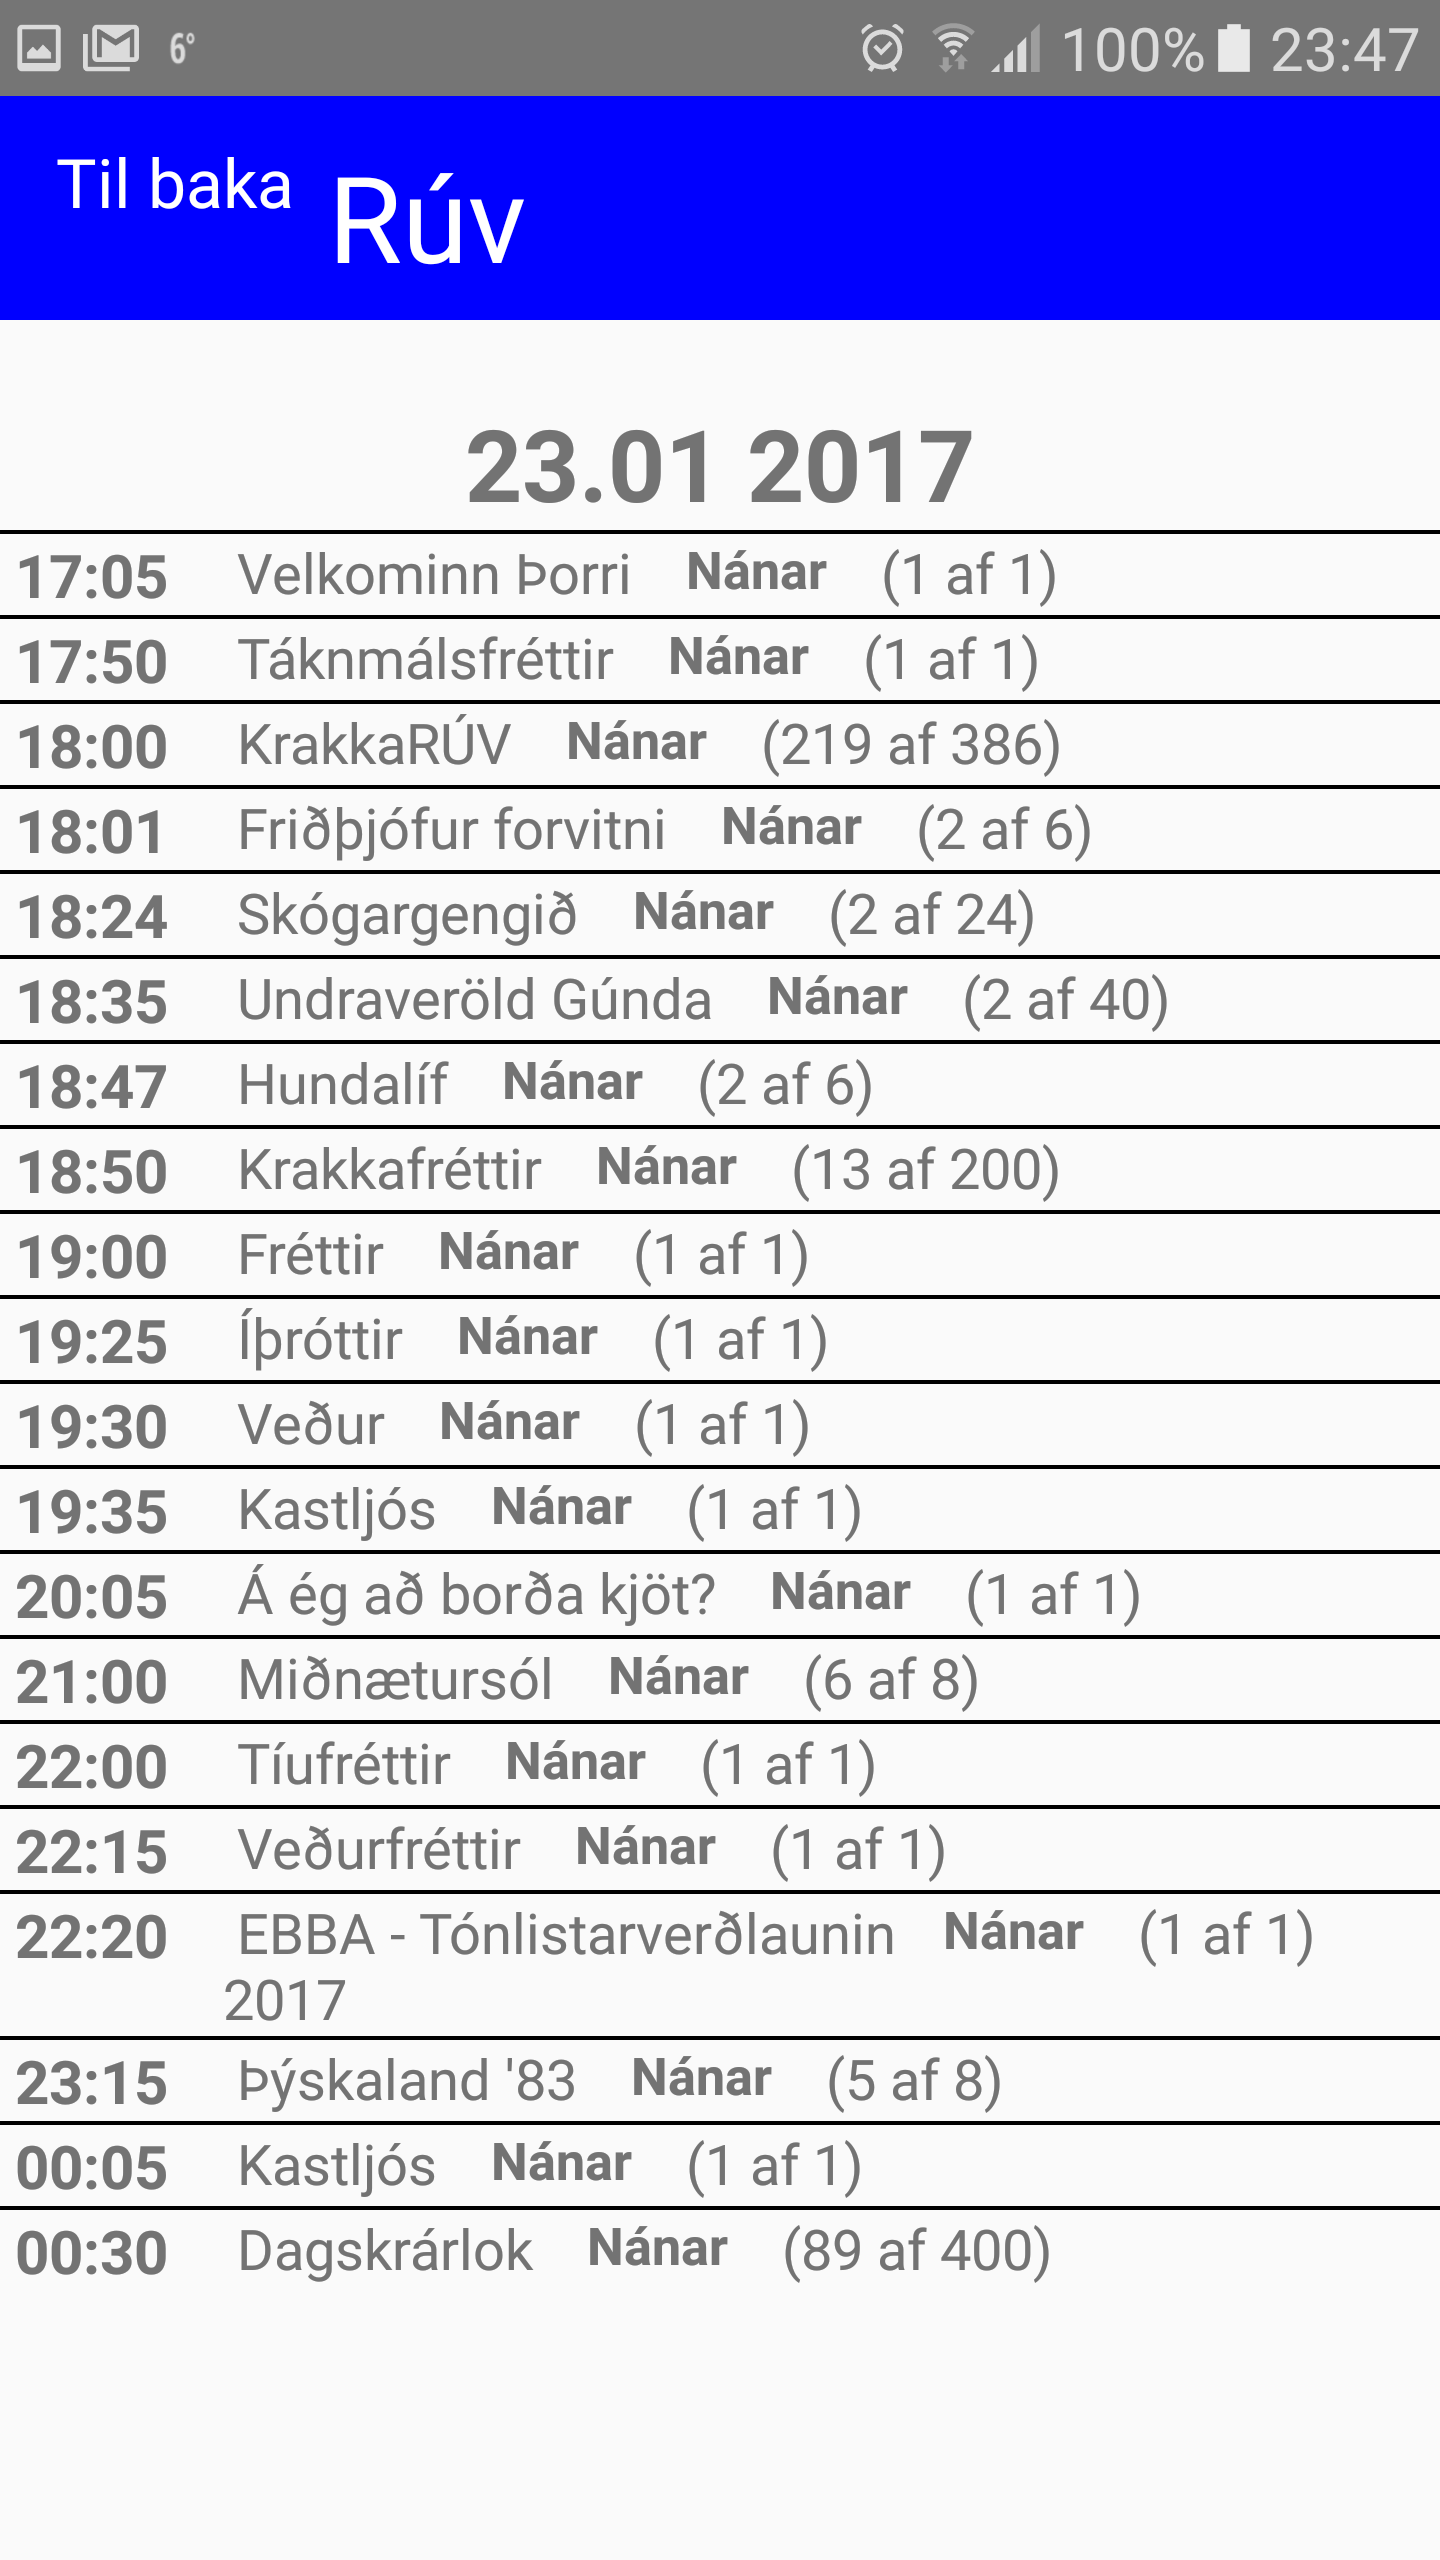 6° 100% 23:47
Til baka Rúv
23.01 2017
17:05 Velkominn Þorri Nánar (1 af 1)
17:50 Táknmálsfréttir Nánar (1 af 1)
18:00 KrakkaRÚV Nánar (219 af 386)
18:01 Friðþjófur forvitni Nánar (2 af 6)
18:24 Skógargengið Nánar (2 af 24)
18:35 Undraveröld Gúnda Nánar (2 af 40)
18:47 Hundalíf Nánar (2 af 6)
18:50 Krakkafréttir Nánar (13 af 200)
19:00 Fréttir Nánar (1 af 1)
19:25 Íþróttir Nánar (1 af 1)
19:30 Veður Nánar (1 af 1)
19:35 Kastljós Nánar (1 af 1)
20:05 Á ég að borða kjöt? Nánar (1 af 1)
21:00 Miðnætursól Nánar (6 af 8)
22:00 Tíufréttir Nánar (1 af 1)
22:15 Veðurfréttir Nánar (1 af 1)
22:20 EBBA - Tónlistarverðlaunin Nánar (1 af 1)
2017
23:15 Þýskaland '83 Nánar (5 af 8)
00:05 Kastljós Nánar (1 af 1)
00:30 Dagskrárlok Nánar (89 af 400)